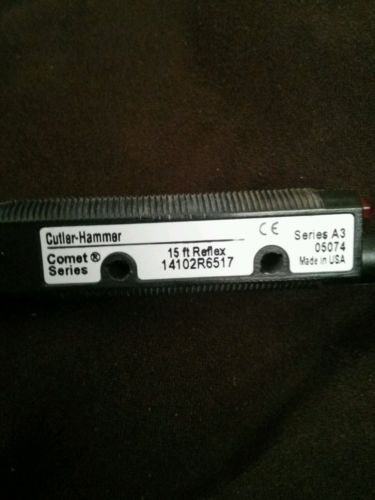 Cutler-Hammer
Comet ®
Series
15 ft Reflex
14102R6517
CE
Series A3
05074
Made in USA